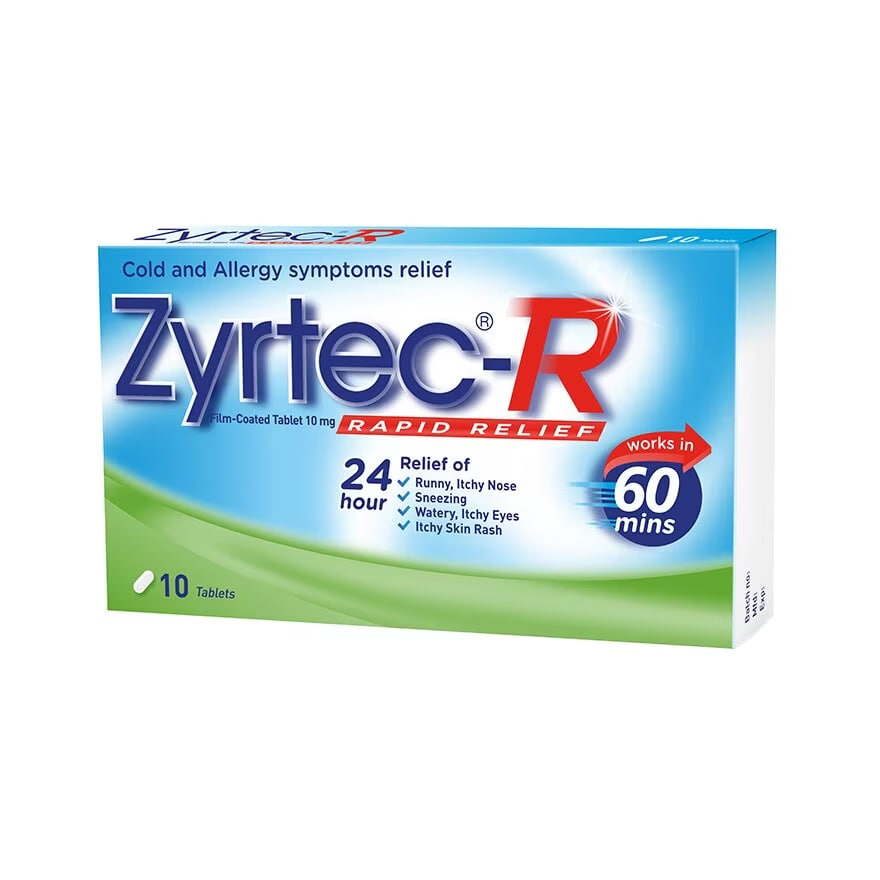 Zyrtec-R
RAPID RELIEF
10 Tablets
Cold and Allergy symptoms relief
Zyrtec®-R
Film-Coated Tablet 10 mg
RAPID RELIEF
24
hour
Relief of
Runny, Itchy Nose
Sneezing
Watery, Itchy Eyes
Itchy Skin Rash
works in
60
mins
10 Tablets
Batch no:
Mfd:
Exp: